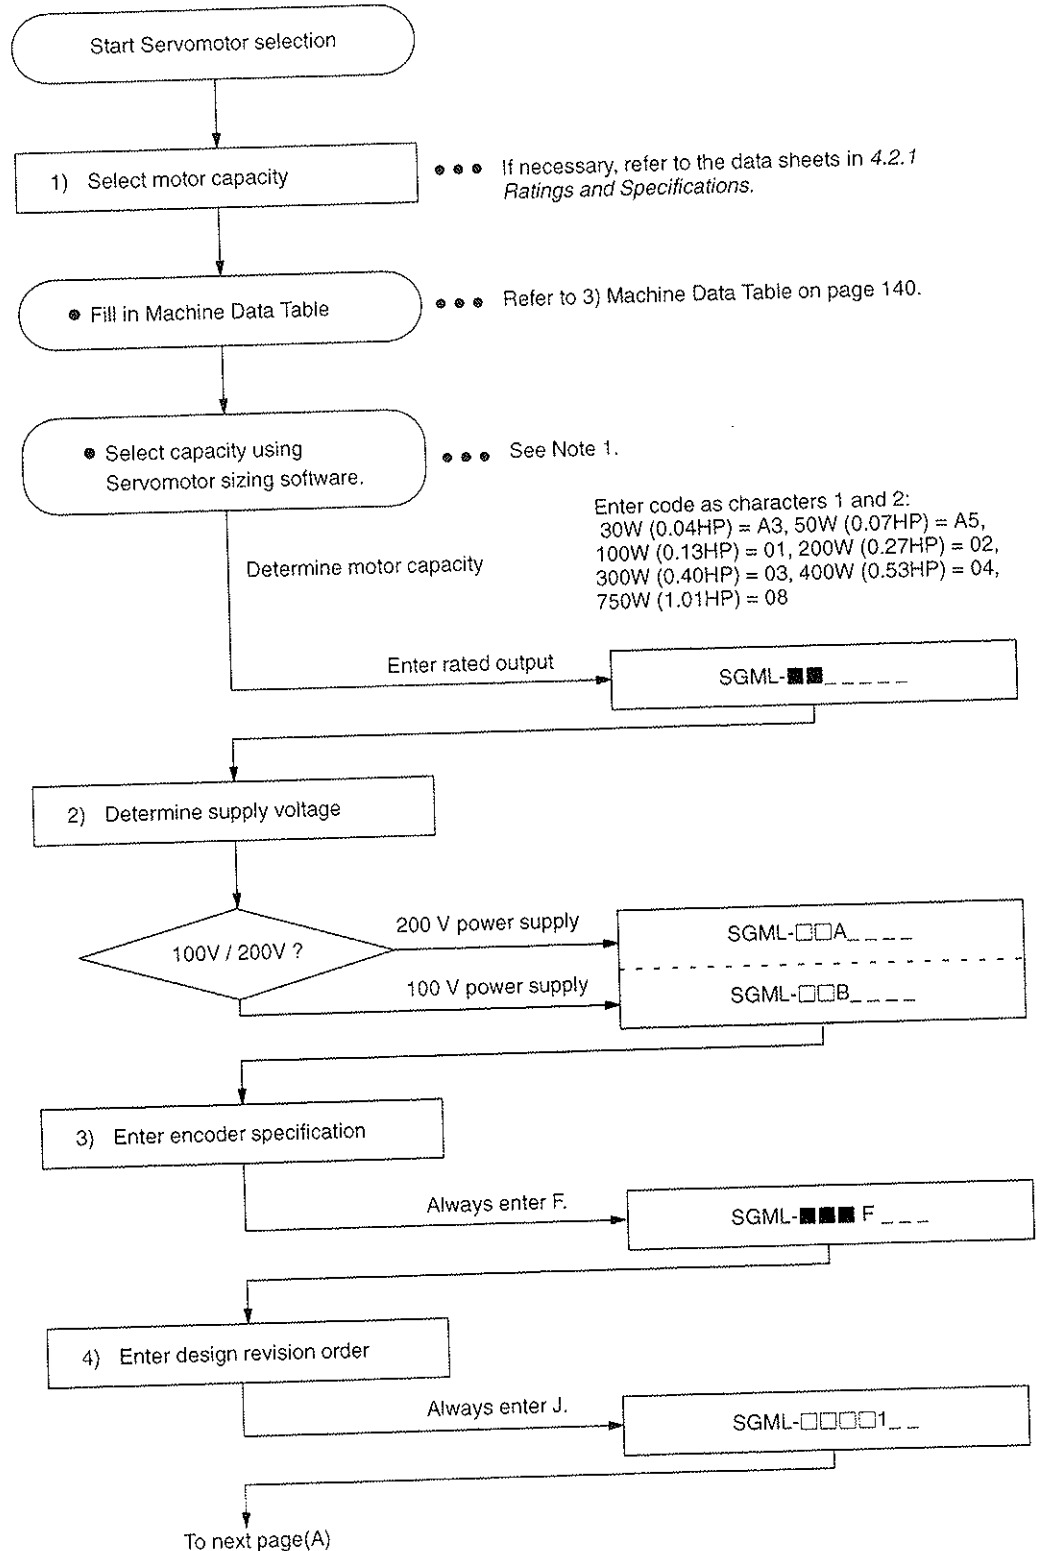 Start Servomotor selection
1) Select motor capacity
● ● ● If necessary, refer to the data sheets in 4.2.1
Ratings and Specifications.
● Fill in Machine Data Table
● ● ● Refer to 3) Machine Data Table on page 140.
● Select capacity using
Servomotor sizing software.
● ● ● See Note 1.
Enter code as characters 1 and 2:
30W (0.04HP) = A3, 50W (0.07HP) = A5,
100W (0.13HP) = 01, 200W (0.27HP) = 02,
300W (0.40HP) = 03, 400W (0.53HP) = 04,
750W (1.01HP) = 08
Determine motor capacity
Enter rated output
SGML-■■_ _ _ _ _
2) Determine supply voltage
100V / 200V ?
200 V power supply
SGML-□□A_ _ _ _
100 V power supply
SGML-□□B_ _ _ _
3) Enter encoder specification
Always enter F.
SGML-■■■ F _ _ _
4) Enter design revision order
Always enter J.
SGML-□□□□1_ _
To next page(A)